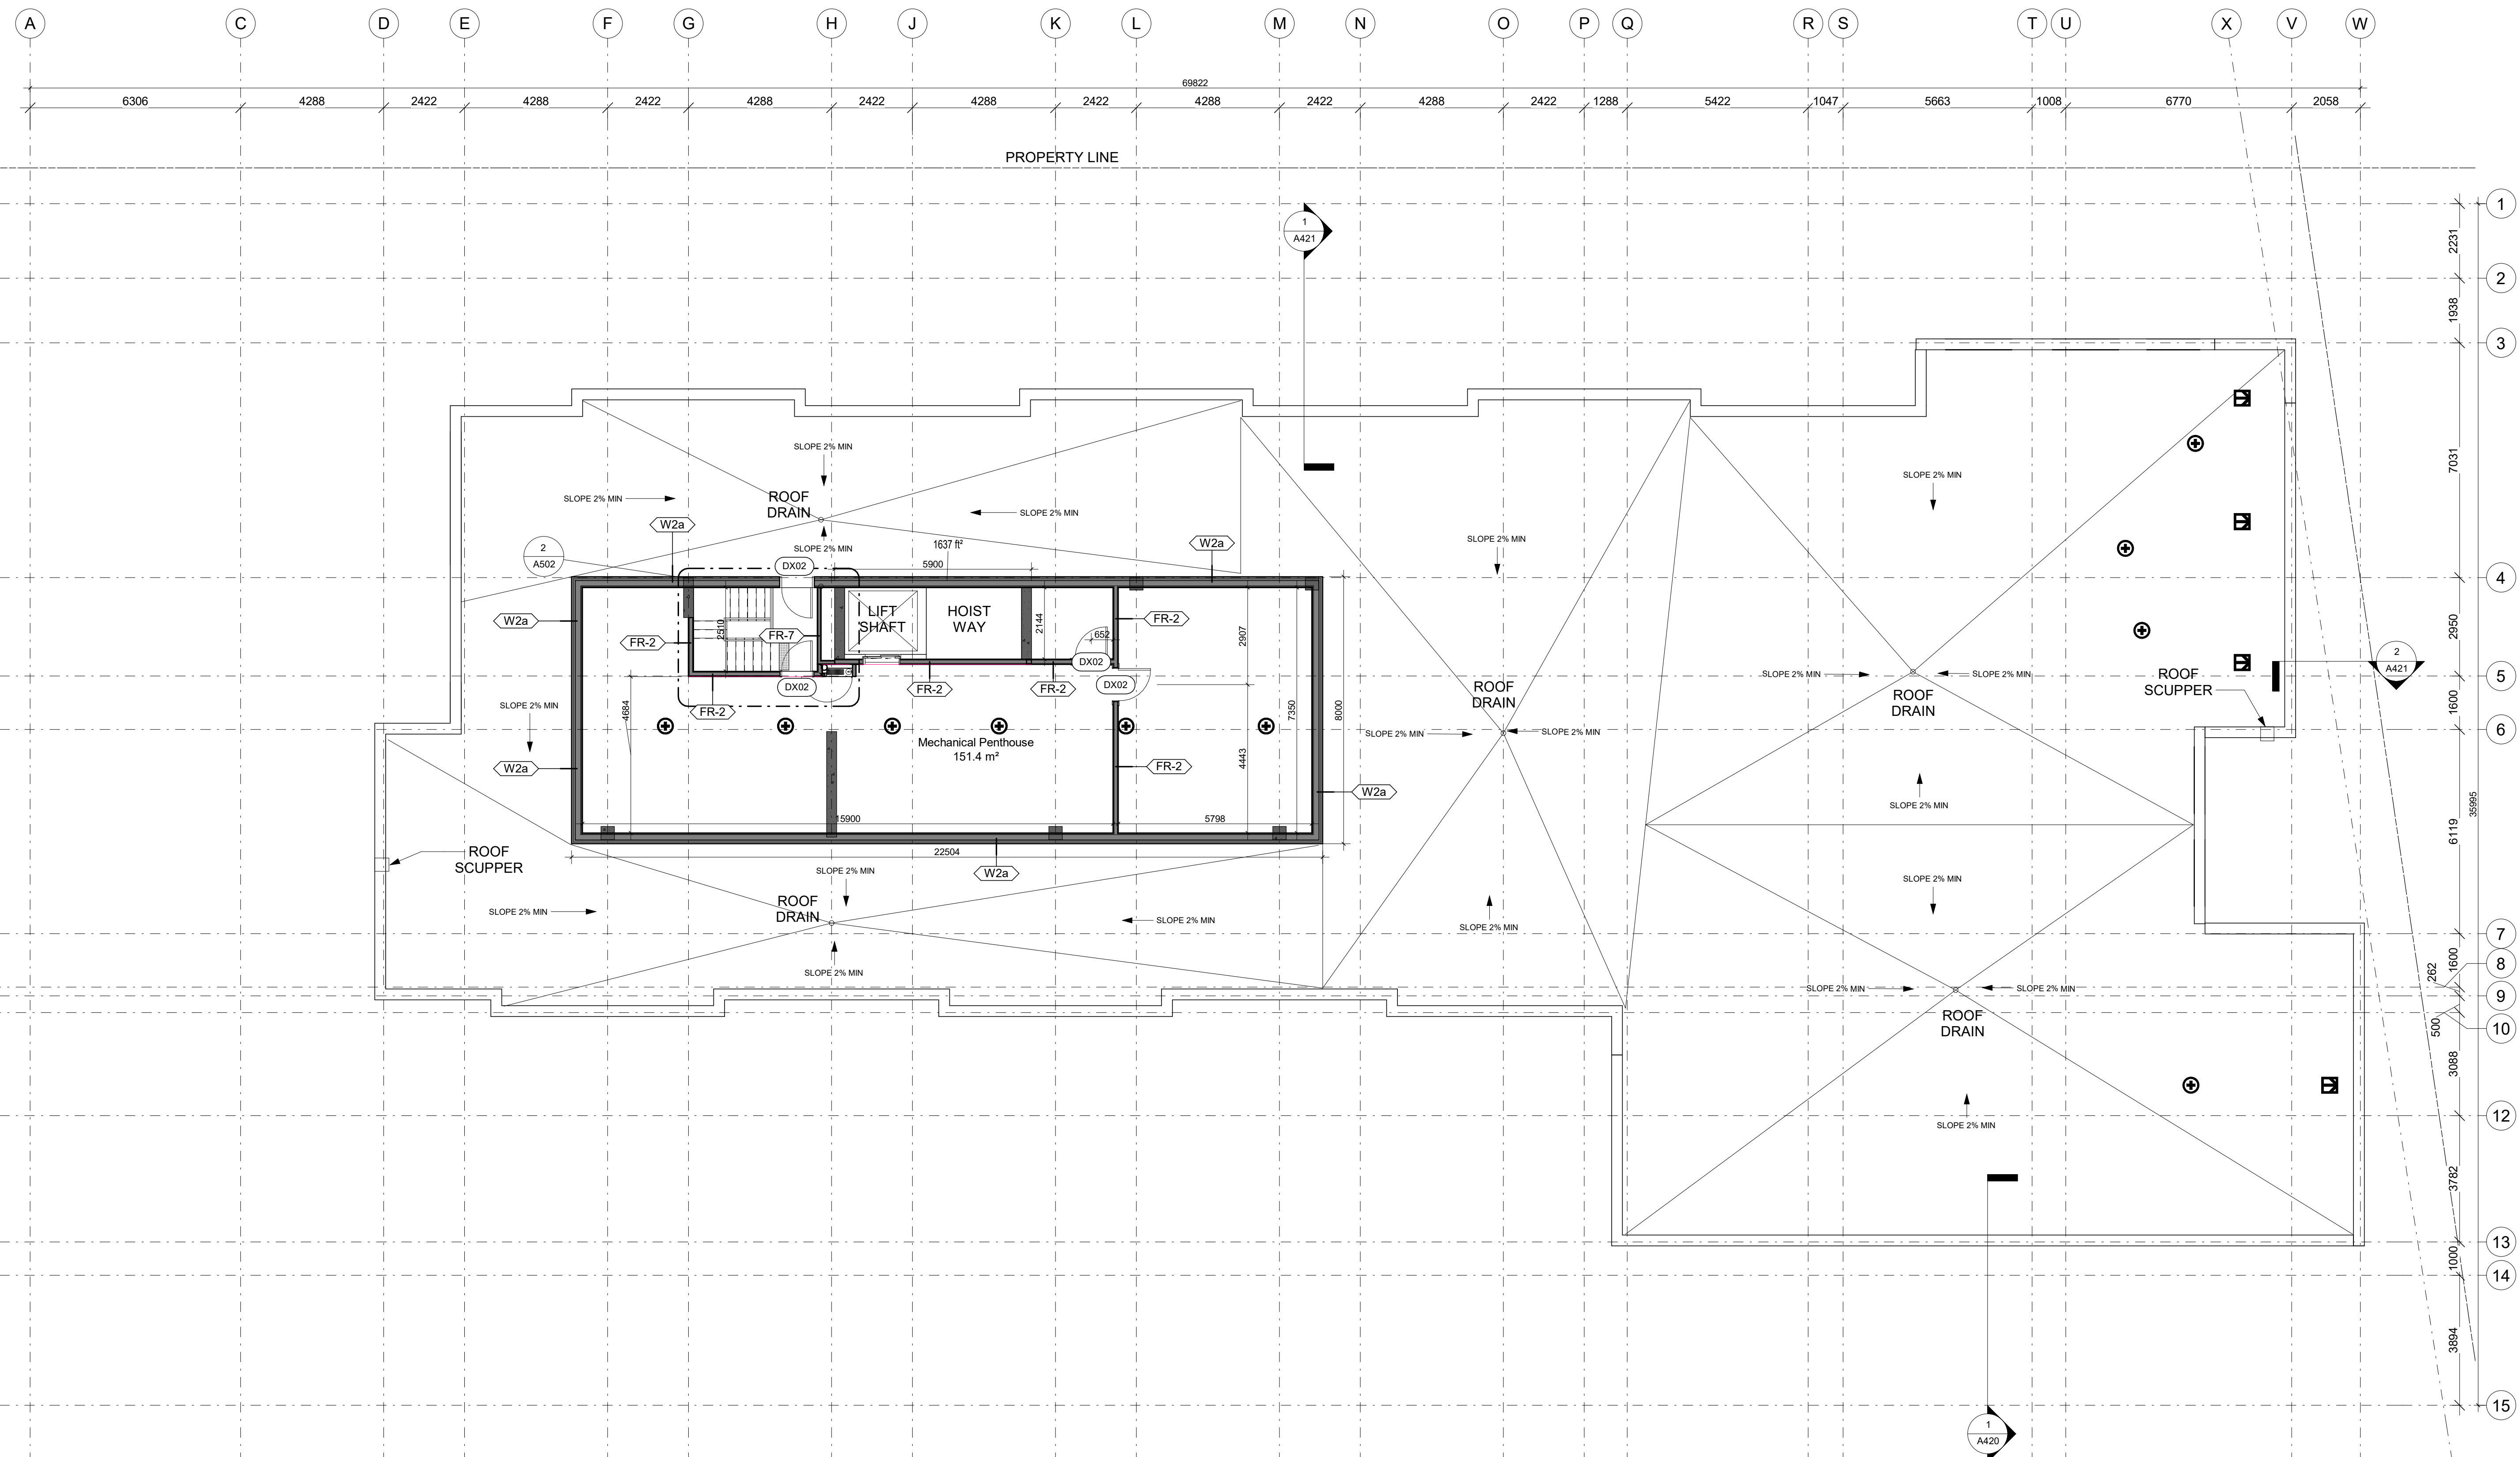 A C D E F G H J K L M N O P Q R S T U X V W
69822
6306 4288 2422 4288 2422 4288 2422 4288 2422 4288 2422 4288 2422 1288 5422 1047 5663 1008 6770 2058
PROPERTY LINE
1
1
A421
2231
2
1938
3
SLOPE 2% MIN
7031
SLOPE 2% MIN
SLOPE 2% MIN
ROOF
DRAIN
SLOPE 2% MIN
W2a
SLOPE 2% MIN
SLOPE 2% MIN
1637 ft²
W2a
2
A502
DX02
5900
4
LIFT
SHAFT
HOIST
WAY
W2a
FR-2
2510
FR-7
2144
652
FR-2
2907
2950
2
A421
DX02
SLOPE 2% MIN
SLOPE 2% MIN
ROOF
SCUPPER
5
DX02
FR-2
FR-2
DX02
ROOF
DRAIN
ROOF
DRAIN
SLOPE 2% MIN
FR-2
4684
7350
8000
1600
6
SLOPE 2% MIN
SLOPE 2% MIN
Mechanical Penthouse
151.4 m²
4443
W2a
FR-2
W2a
SLOPE 2% MIN
35995
15900
5798
6119
22504
ROOF
SCUPPER
W2a
SLOPE 2% MIN
SLOPE 2% MIN
ROOF
DRAIN
SLOPE 2% MIN
SLOPE 2% MIN
SLOPE 2% MIN
7
SLOPE 2% MIN
1600
262
8
SLOPE 2% MIN
SLOPE 2% MIN
9
ROOF
DRAIN
500
10
3088
12
SLOPE 2% MIN
3782
13
1000
14
3894
15
1
A420